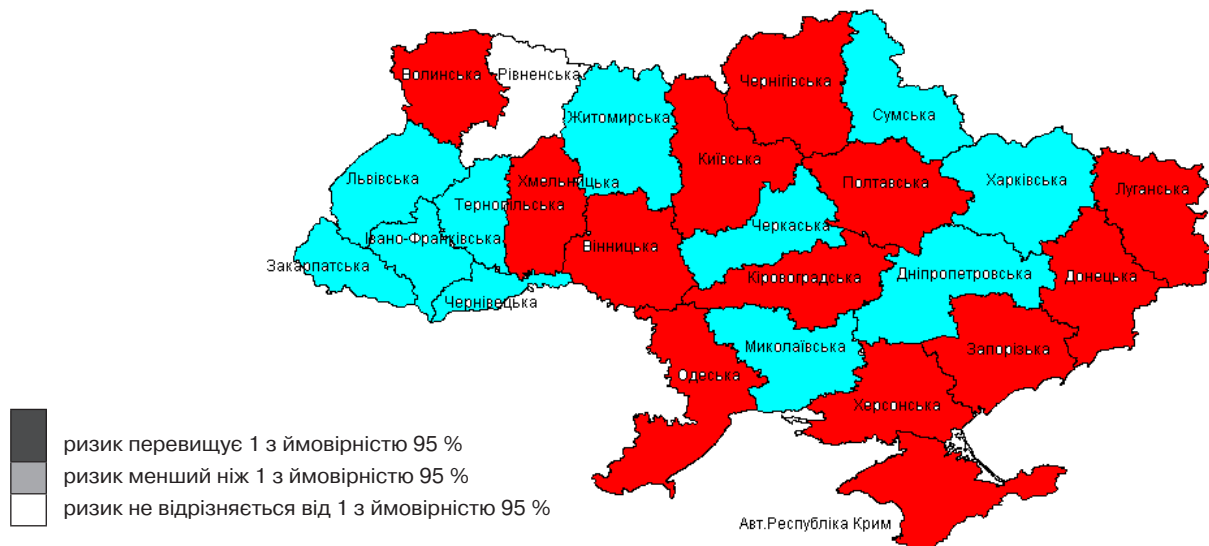 Волинська
Рівненська
Чернігівська
Житомирська
Сумська
Київська
Львівська
Хмельницька
Полтавська
Харківська
Луганська
Тернопільська
Черкаська
Івано-Франківська
Вінницька
Закарпатська
Дніпропетровська
Донецька
Кіровоградська
Чернівецька
Миколаївська
Запорізька
Одеська
Херсонська
Авт.Республіка Крим
ризик перевищує 1 з ймовірністю 95 %
ризик менший ніж 1 з ймовірністю 95 %
ризик не відрізняється від 1 з ймовірністю 95 %